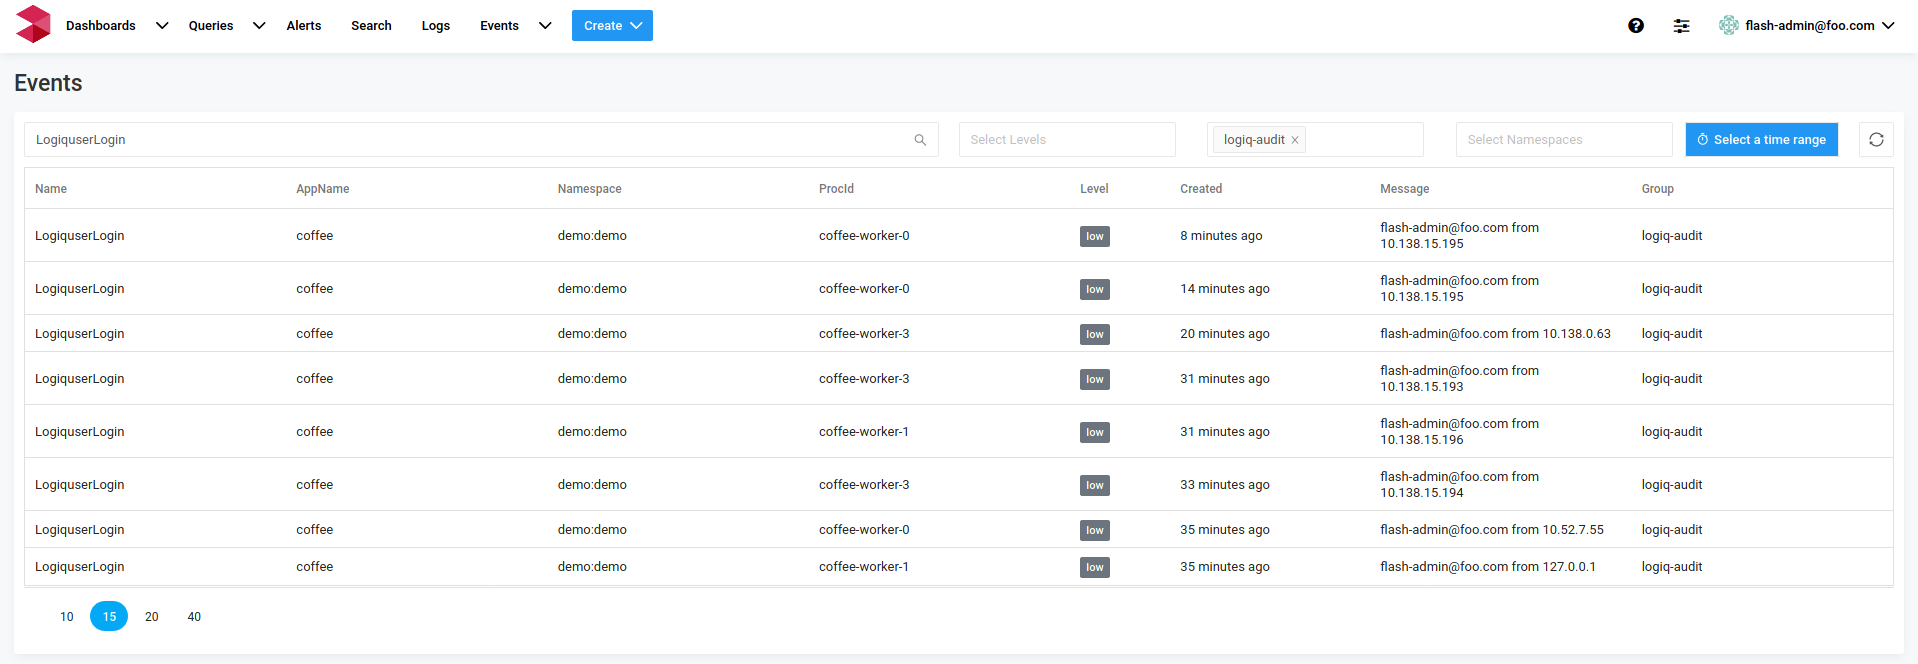 Dashboards Queries Alerts Search Logs Events Create flash-admin@foo.com
Events
LogiquserLogin Select Levels logiq-audit × Select Namespaces Select a time range
Name AppName Namespace ProcId Level Created Message Group
LogiquserLogin coffee demo:demo coffee-worker-0 low 8 minutes ago flash-admin@foo.com from
10.138.15.195 logiq-audit
LogiquserLogin coffee demo:demo coffee-worker-0 low 14 minutes ago flash-admin@foo.com from
10.138.15.195 logiq-audit
LogiquserLogin coffee demo:demo coffee-worker-3 low 20 minutes ago flash-admin@foo.com from 10.138.0.63 logiq-audit
LogiquserLogin coffee demo:demo coffee-worker-3 low 31 minutes ago flash-admin@foo.com from
10.138.15.193 logiq-audit
LogiquserLogin coffee demo:demo coffee-worker-1 low 31 minutes ago flash-admin@foo.com from
10.138.15.196 logiq-audit
LogiquserLogin coffee demo:demo coffee-worker-3 low 33 minutes ago flash-admin@foo.com from
10.138.15.194 logiq-audit
LogiquserLogin coffee demo:demo coffee-worker-0 low 35 minutes ago flash-admin@foo.com from 10.52.7.55 logiq-audit
LogiquserLogin coffee demo:demo coffee-worker-1 low 35 minutes ago flash-admin@foo.com from 127.0.0.1 logiq-audit
10 15 20 40